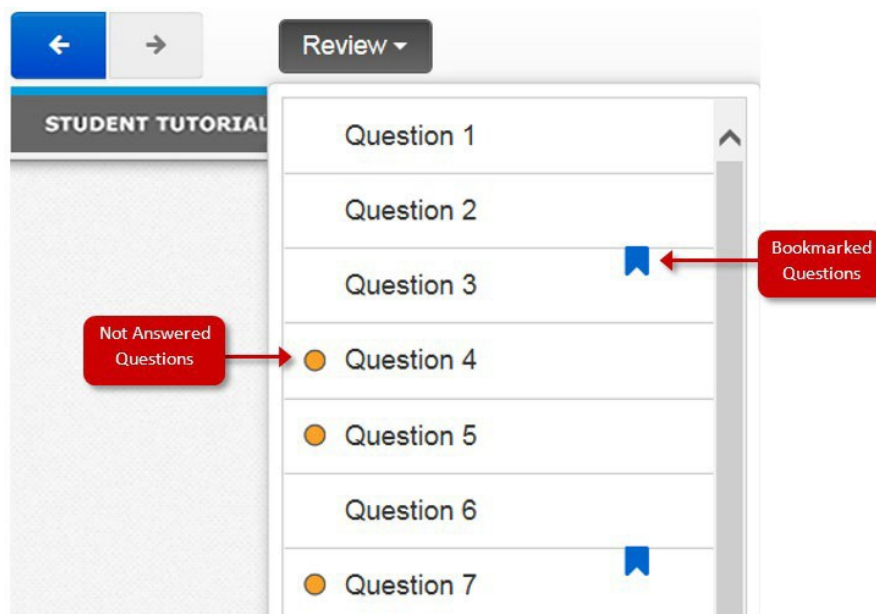 Review
STUDENT TUTORIAL
Question 1
Question 2
Bookmarked
Questions
Question 3
Not Answered
Questions
Question 4
Question 5
Question 6
Question 7